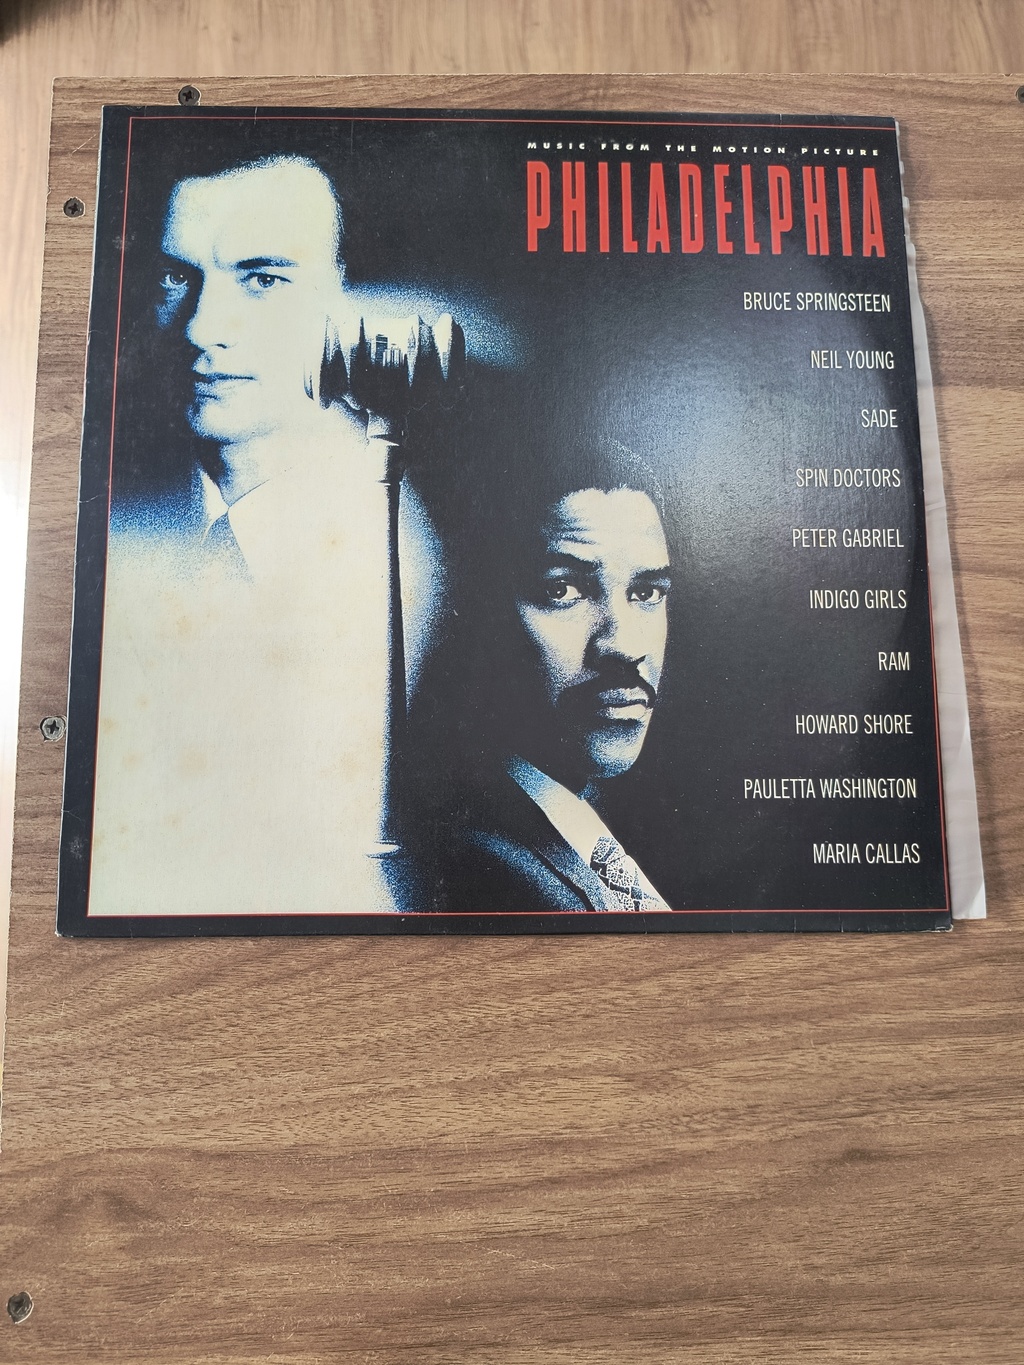 MUSIC FROM THE MOTION PICTURE
PHILADELPHIA
BRUCE SPRINGSTEEN
NEIL YOUNG
SADE
SPIN DOCTORS
PETER GABRIEL
INDIGO GIRLS
RAM
HOWARD SHORE
PAULETTA WASHINGTON
MARIA CALLAS